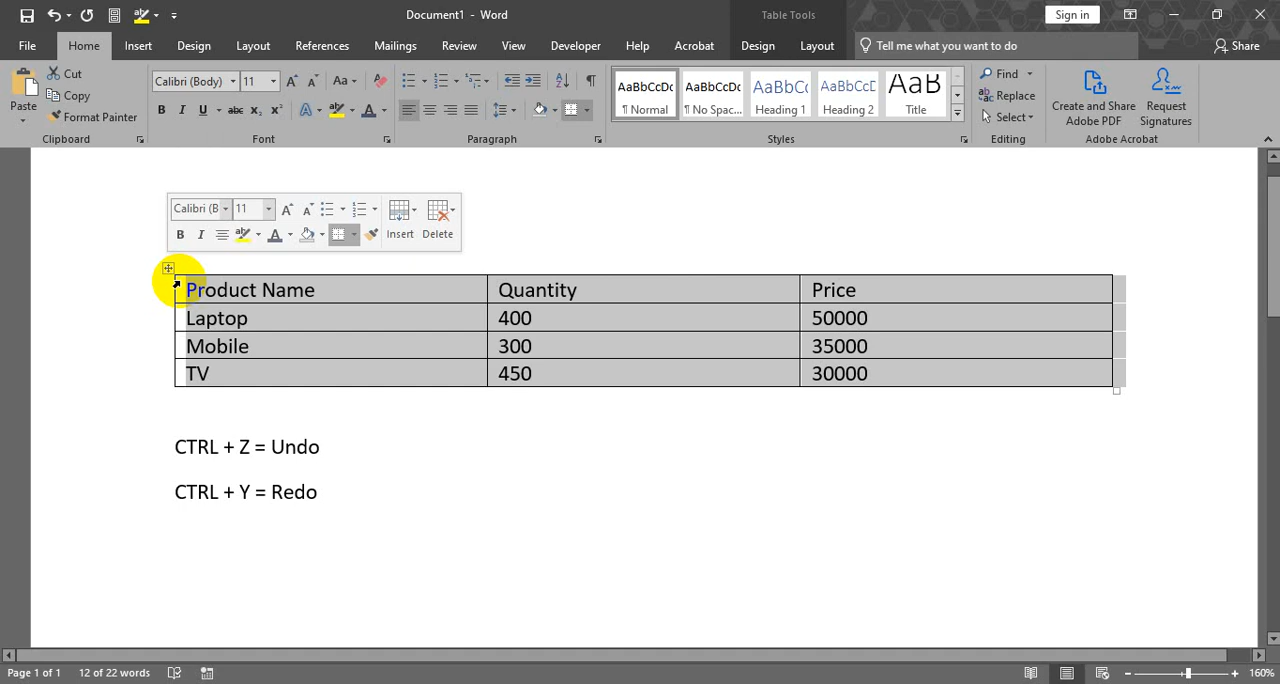 Document1 - Word
Table Tools
Sign in
File Home Insert Design Layout References Mailings Review View Developer Help Acrobat Design Layout Tell me what you want to do Share
Paste
Cut
Copy
Format Painter
Clipboard
Calibri (Body) 11
Font
Paragraph
AaBbCcDc AaBbCcDc AaBbCc AaBbCcD AaB
¶ Normal ¶ No Spac... Heading 1 Heading 2 Title
Styles
Find
Replace
Select
Editing
Create and Share
Adobe PDF
Request
Signatures
Adobe Acrobat
Calibri (B 11
Insert Delete
Product Name Quantity Price
Laptop 400 50000
Mobile 300 35000
TV 450 30000
CTRL + Z = Undo
CTRL + Y = Redo
Page 1 of 1 12 of 22 words 160%